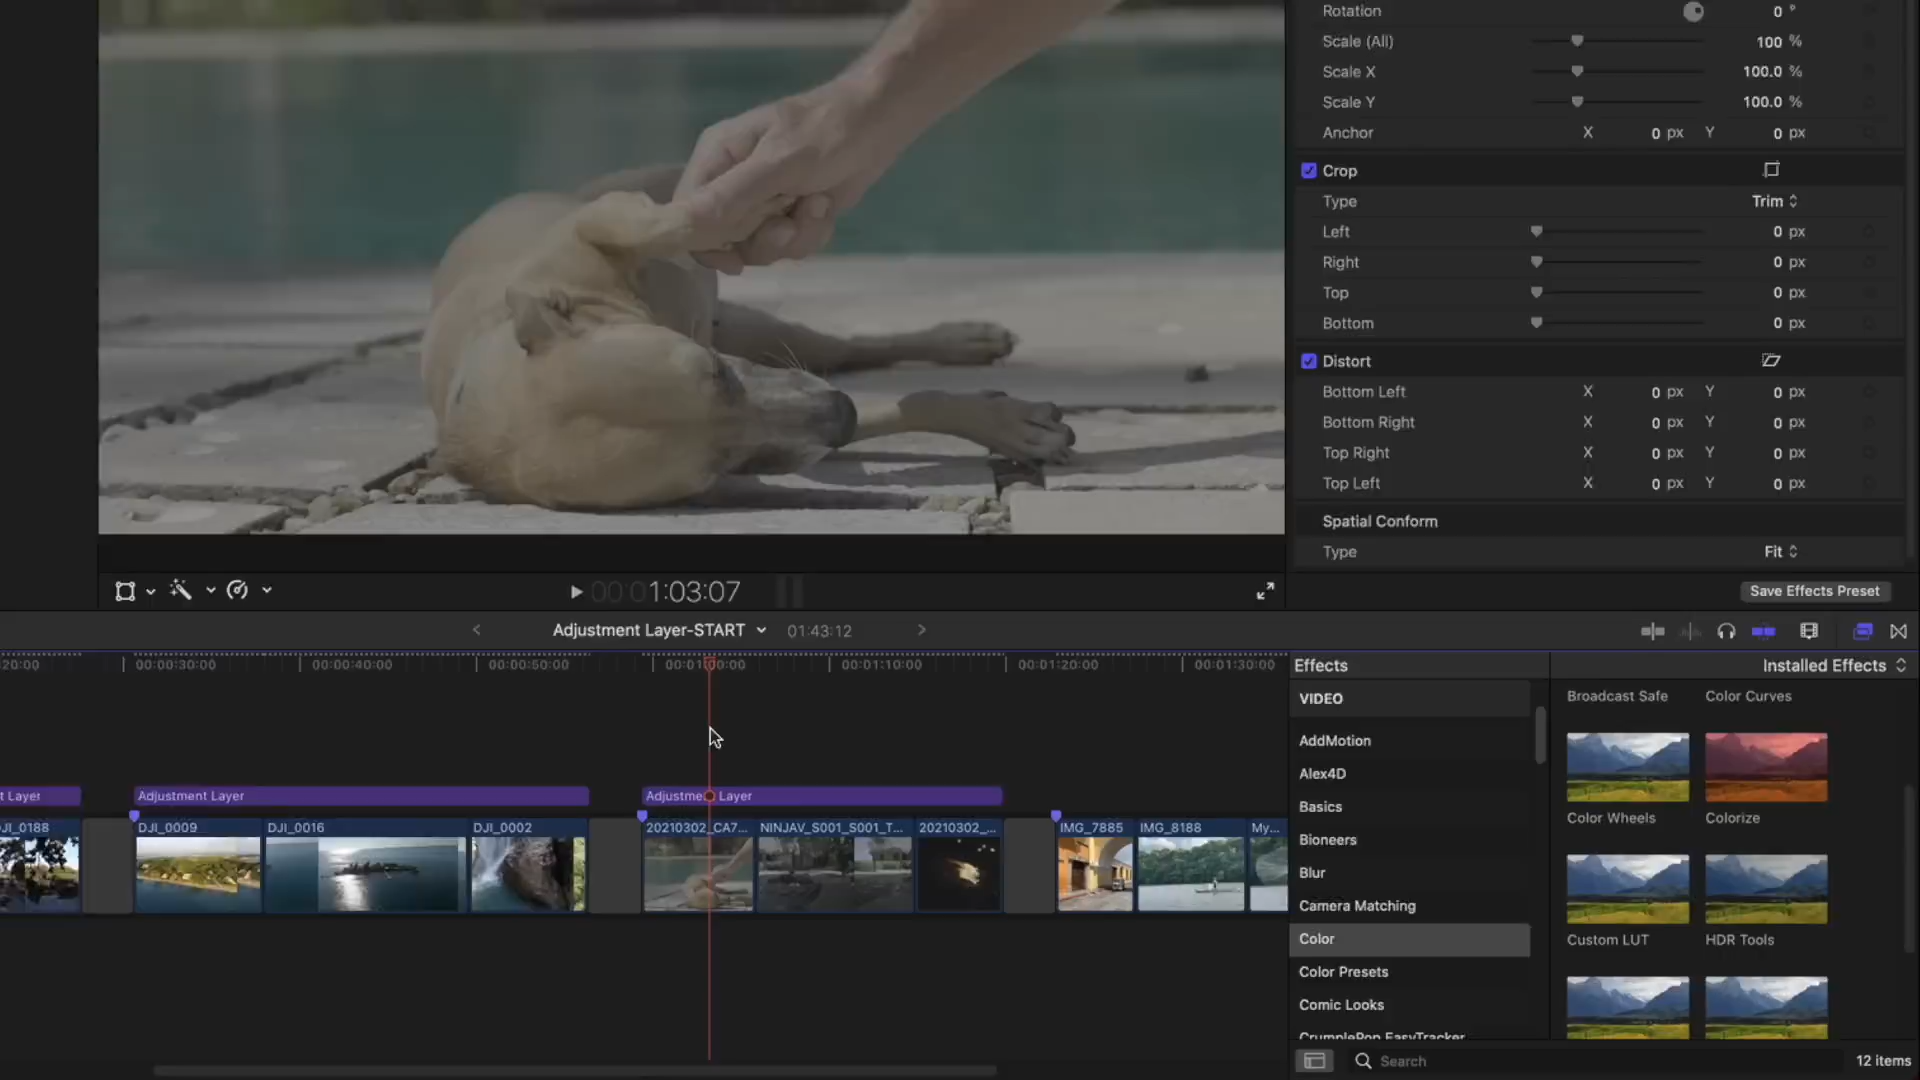 Rotation 0 °
Scale (All) 100 %
Scale X 100.0 %
Scale Y 100.0 %
Anchor X 0 px Y 0 px
Crop
Type Trim
Left 0 px
Right 0 px
Top 0 px
Bottom 0 px
Distort
Bottom Left X 0 px Y 0 px
Bottom Right X 0 px Y 0 px
Top Right X 0 px Y 0 px
Top Left X 0 px Y 0 px
Spatial Conform
Type Fit
00:01:03:07
Save Effects Preset
Adjustment Layer-START 01:43:12
20:00 00:00:30:00 00:00:40:00 00:00:50:00 00:01:00:00 00:01:10:00 00:01:20:00 00:01:30:00
t Layer Adjustment Layer Adjustme Layer
JI_0188 DJI_0009 DJI_0016 DJI_0002 20210302_CA7... NINJAV_S001_S001_T... 20210302_... IMG_7885 IMG_8188 My...
Effects
Installed Effects
VIDEO
AddMotion
Alex4D
Basics
Bioneers
Blur
Camera Matching
Color
Color Presets
Comic Looks
CrumplePop EasyTracker
Broadcast Safe Color Curves
Color Wheels Colorize
Custom LUT HDR Tools
Search
12 items